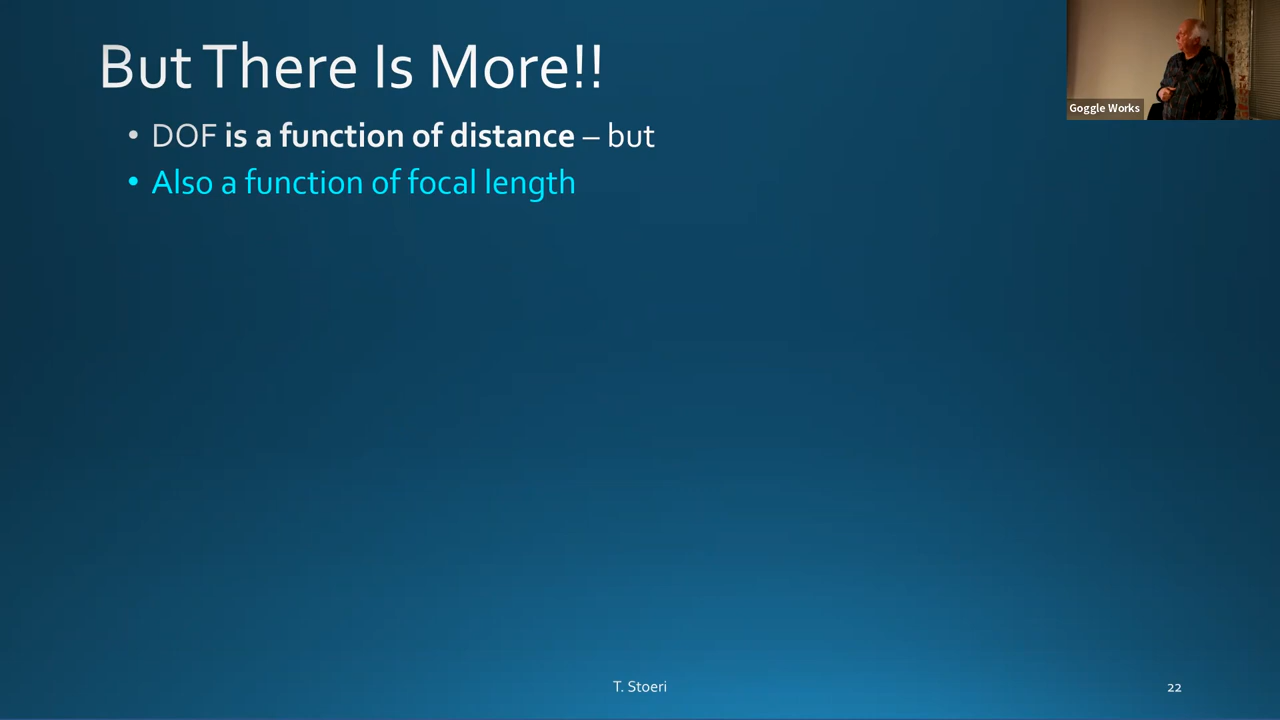 But There Is More!!
• DOF is a function of distance – but
• Also a function of focal length
Goggle Works
T. Stoeri
22